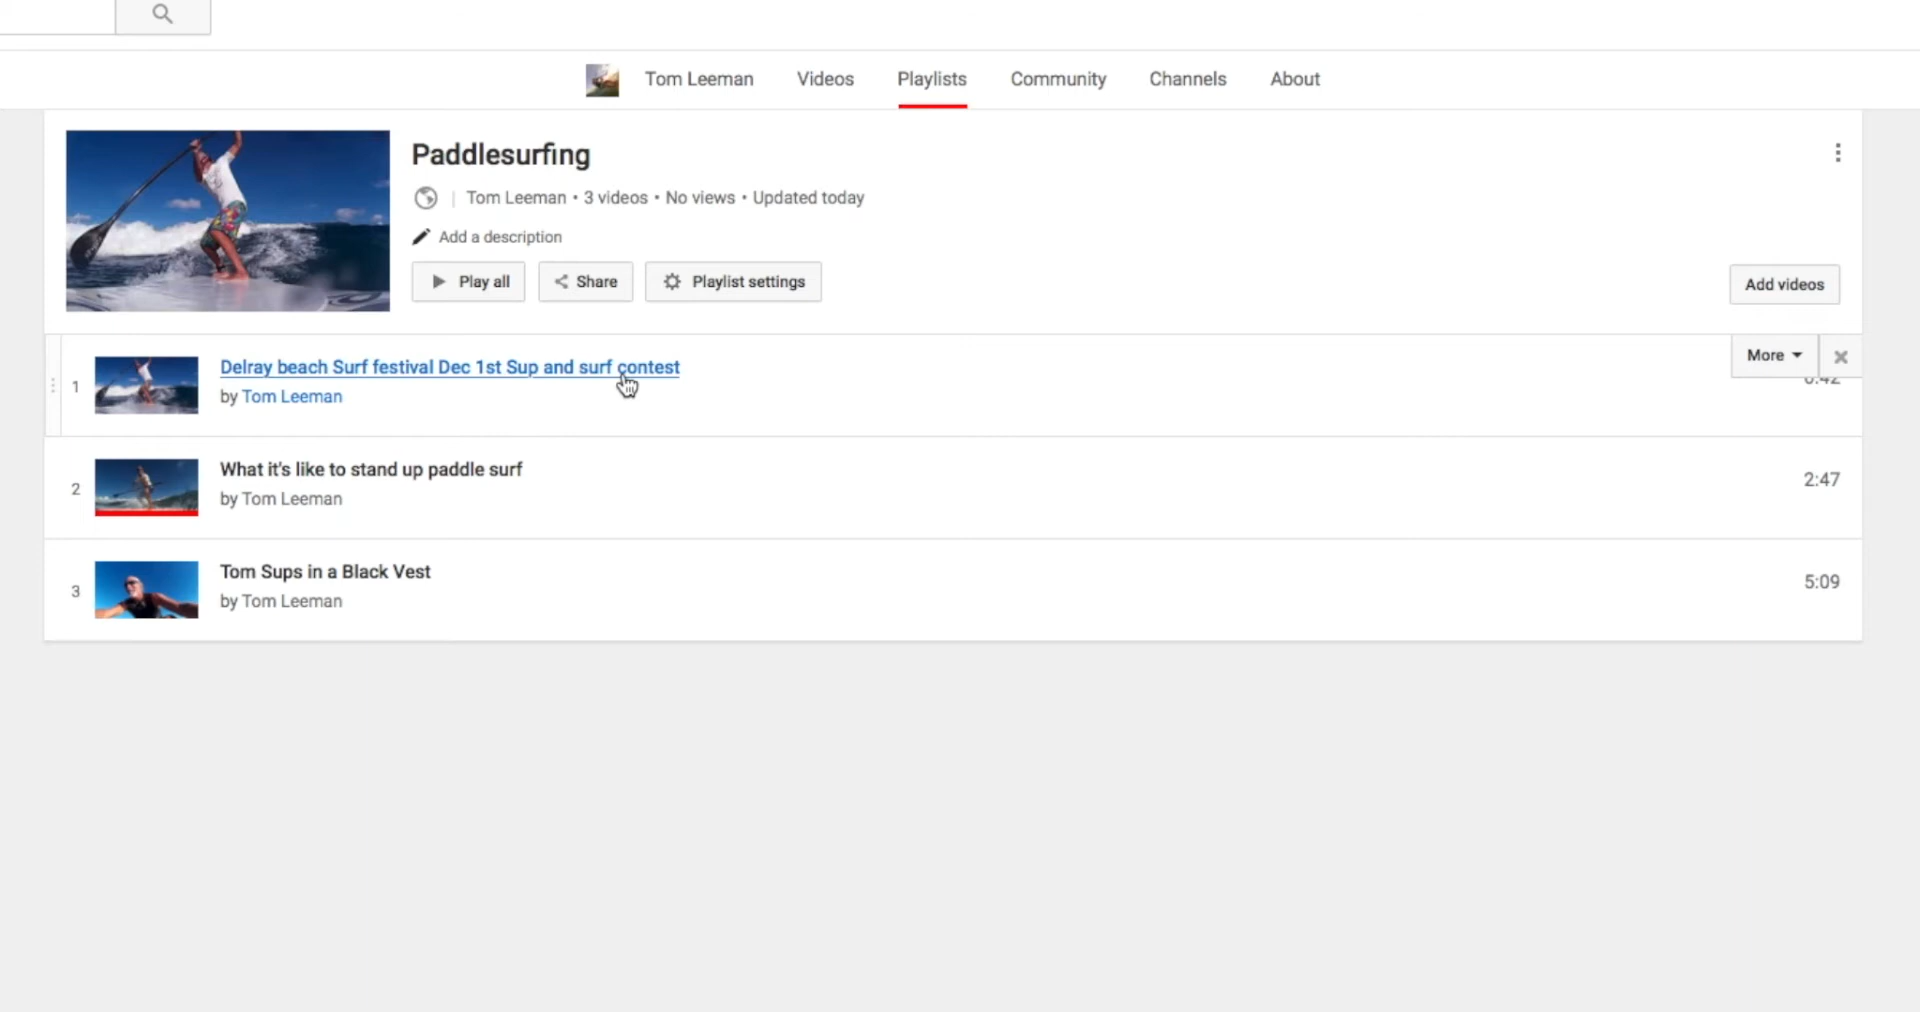 Tom Leeman Videos Playlists Community Channels About
Paddlesurfing
Tom Leeman • 3 videos • No views • Updated today
Add a description
Play all Share Playlist settings
Add videos
1 Delray beach Surf festival Dec 1st Sup and surf contest
More
by Tom Leeman
2 What it's like to stand up paddle surf
by Tom Leeman
2:47
3 Tom Sups in a Black Vest
by Tom Leeman
5:09